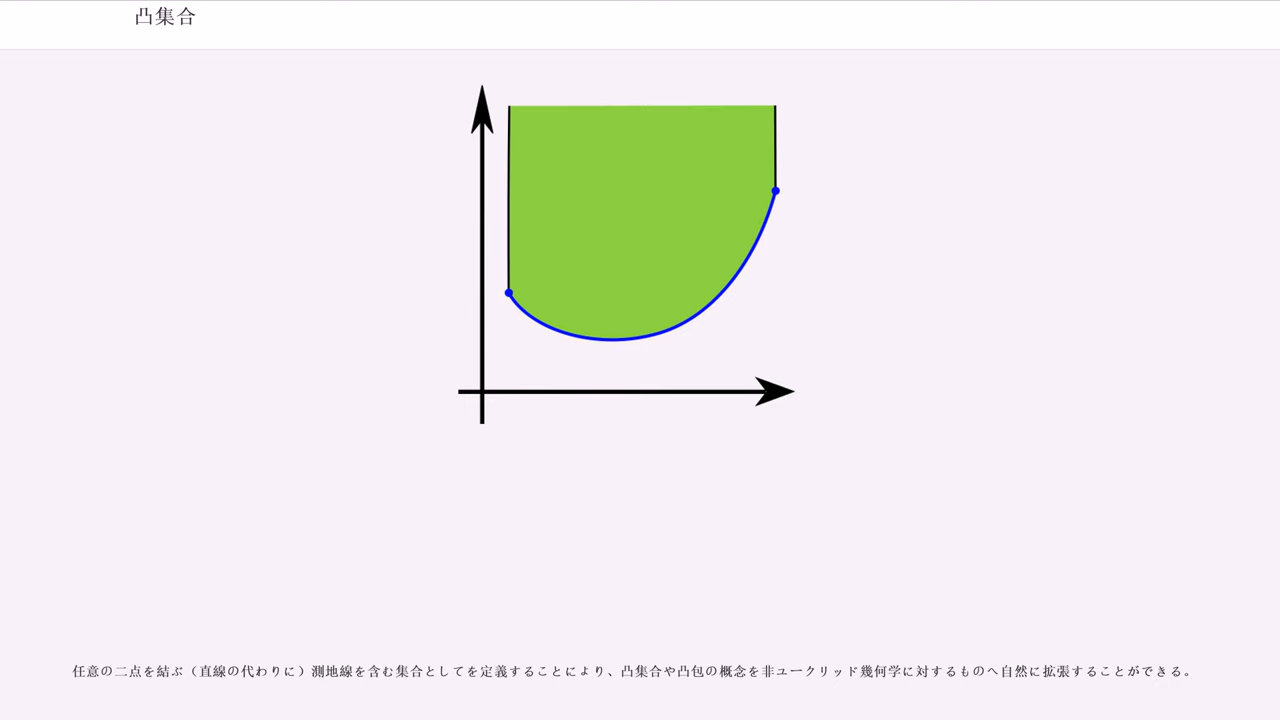 凸集合
任意の二点を結ぶ（直線の代わりに）測地線を含む集合としてを定義することにより、凸集合や凸包の概念を非ユークリッド幾何学に対するものへ自然に拡張することができる。